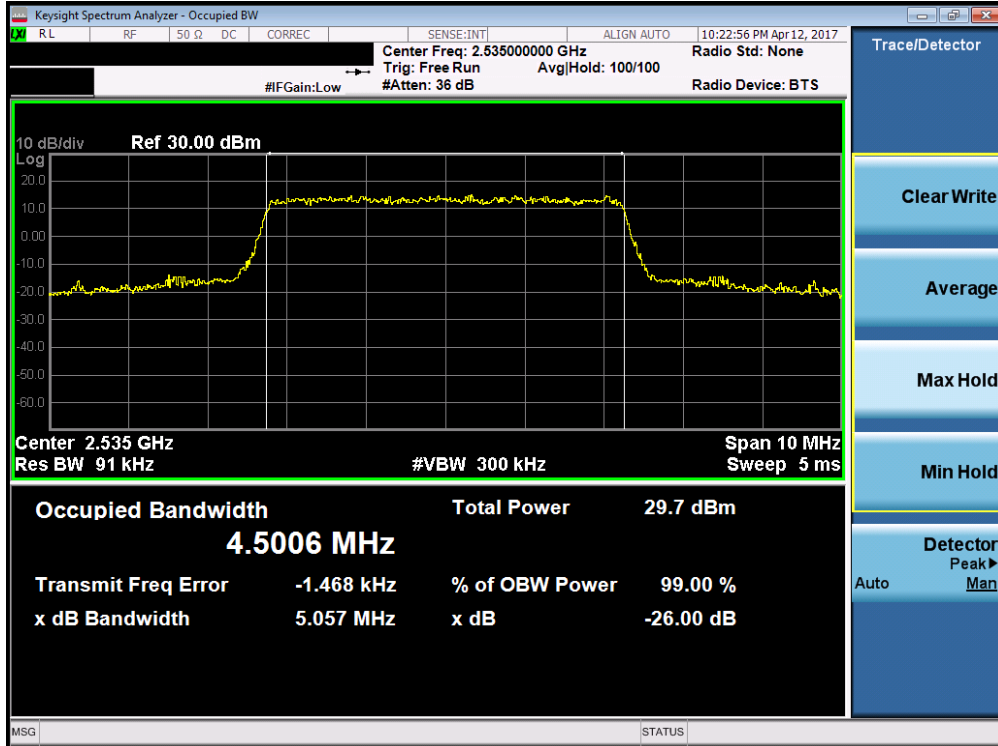 Keysight Spectrum Analyzer - Occupied BW
LXI RL RF 50 Ω DC CORREC SENSE:INT ALIGN AUTO 10:22:56 PM Apr 12, 2017
Center Freq: 2.535000000 GHz Radio Std: None
Trig: Free Run Avg|Hold: 100/100
#IFGain:Low #Atten: 36 dB Radio Device: BTS
10 dB/div Ref 30.00 dBm
Log
20.0
10.0
0.00
-10.0
-20.0
-30.0
-40.0
-50.0
-60.0
Center 2.535 GHz Span 10 MHz
Res BW 91 kHz #VBW 300 kHz Sweep 5 ms
Occupied Bandwidth Total Power 29.7 dBm
4.5006 MHz
Transmit Freq Error -1.468 kHz % of OBW Power 99.00 %
x dB Bandwidth 5.057 MHz x dB -26.00 dB
MSG STATUS
Trace/Detector
Clear Write
Average
Max Hold
Min Hold
Detector
Peak▶
Auto Man